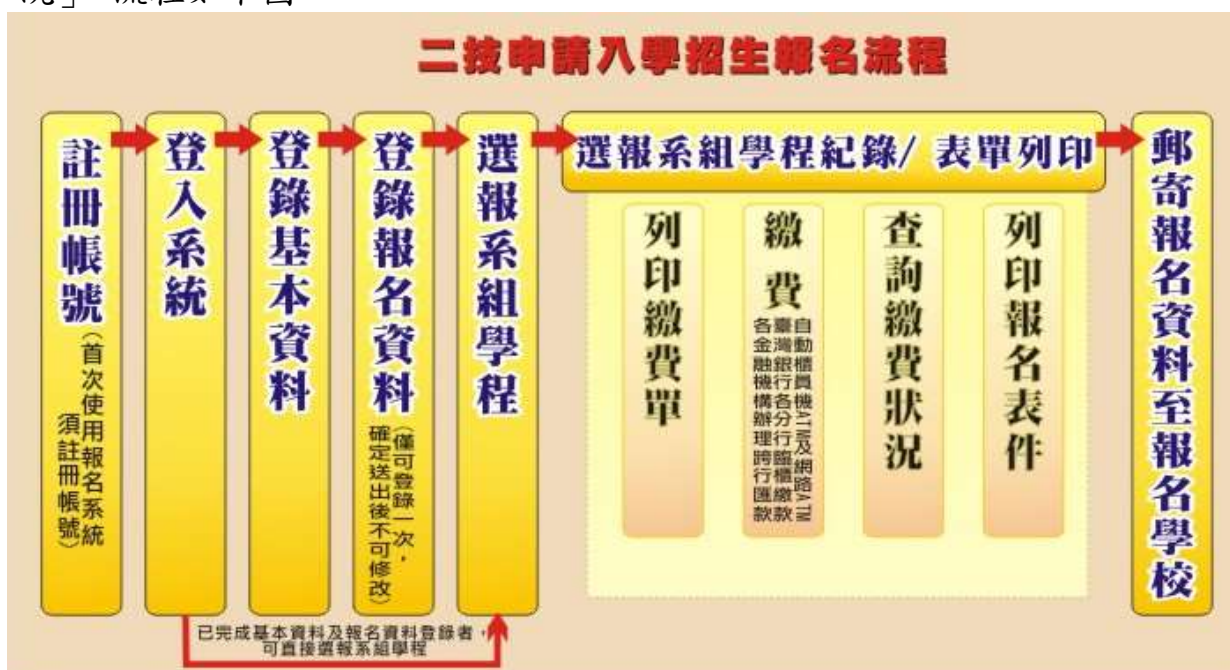 二技申請入學招生報名流程
註冊帳號
(首次使用報名系統
須註冊帳號)
登入系統
登錄基本資料
登錄報名資料
(僅可登錄一次，
確定送出後不可修改)
選報系組學程
選報系組學程紀錄/ 表單列印
列印繳費單
繳費
自動櫃員機ATM及網路ATM
臺灣銀行各分行臨櫃繳款
各金融機構辦理跨行匯款
查詢繳費狀況
列印報名表件
郵寄報名資料至報名學校
已完成基本資料及報名資料登錄者，
可直接選報系組學程